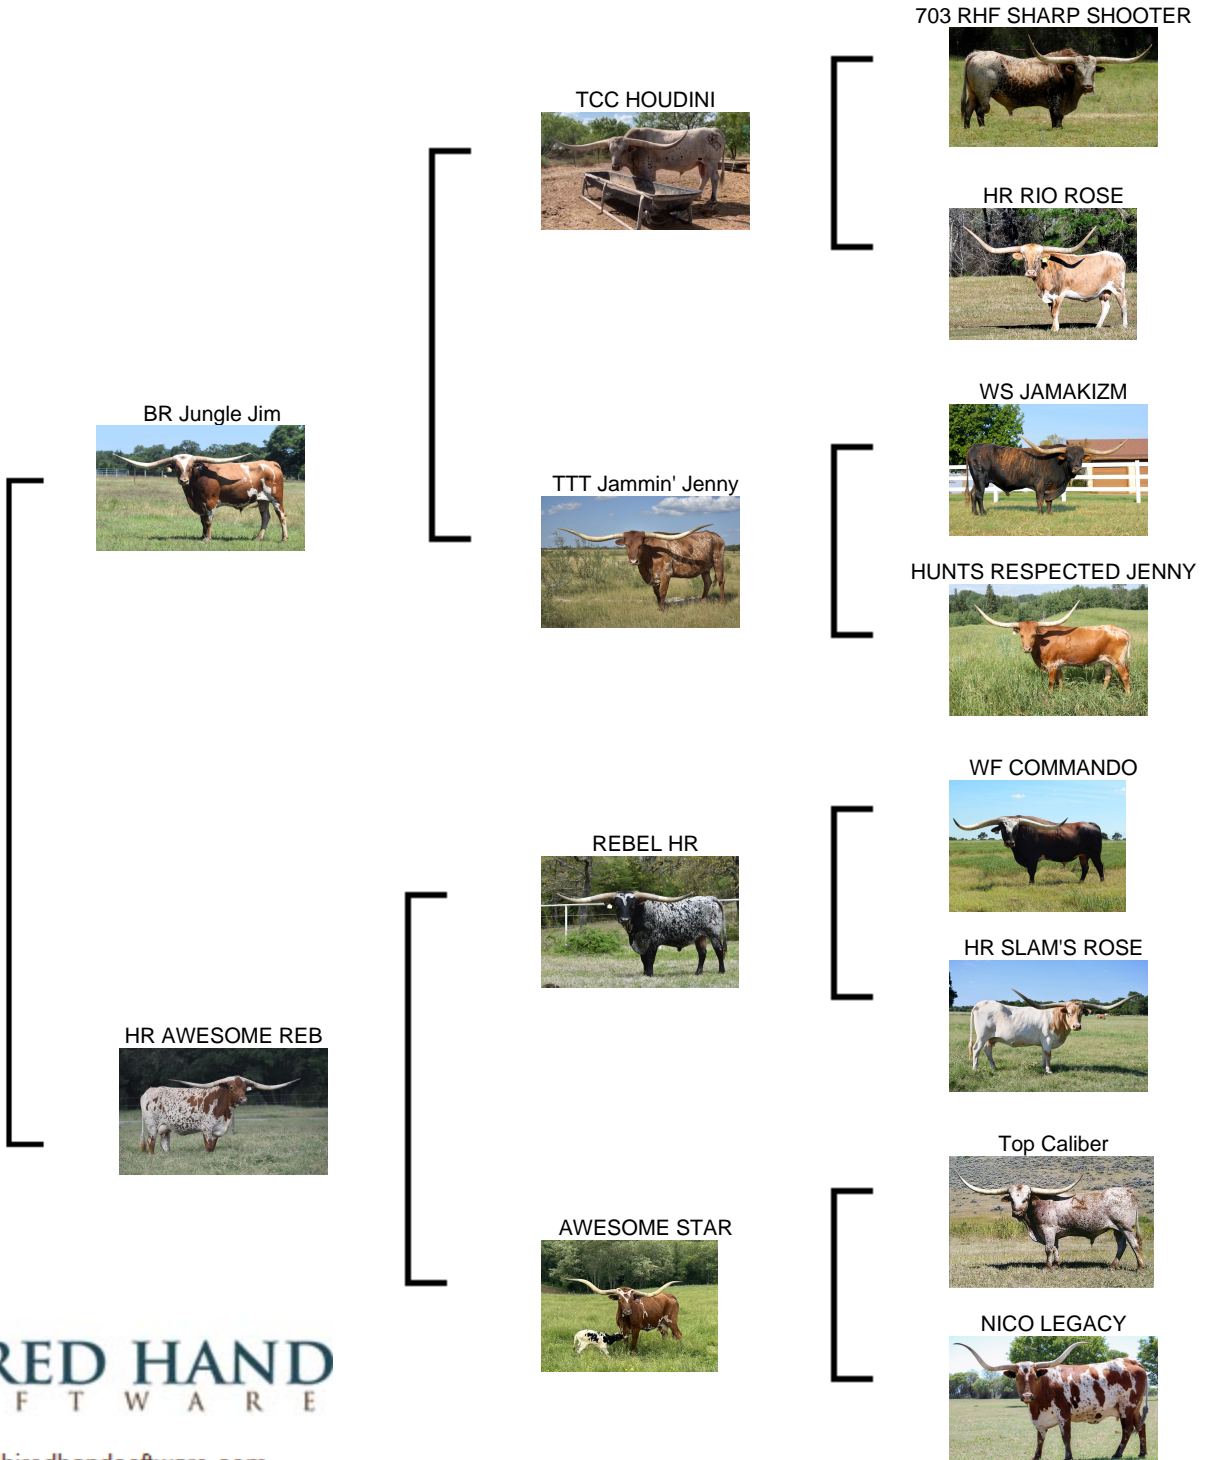 703 RHF SHARP SHOOTER
TCC HOUDINI
HR RIO ROSE
BR Jungle Jim
WS JAMAKIZM
TTT Jammin' Jenny
HUNTS RESPECTED JENNY
WF COMMANDO
REBEL HR
HR SLAM'S ROSE
HR AWESOME REB
Top Caliber
AWESOME STAR
NICO LEGACY
RED HAND
F T W A R E